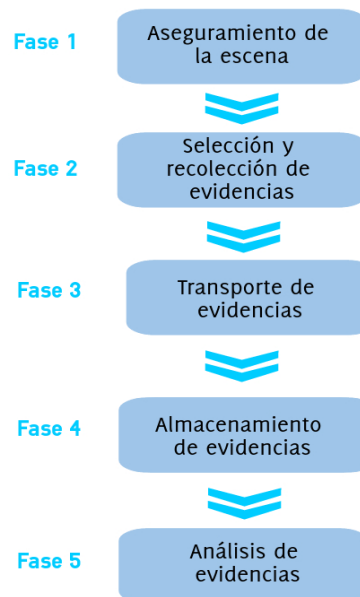 Fase 1
Aseguramiento de
la escena
Fase 2
Selección y
recolección de
evidencias
Fase 3
Transporte de
evidencias
Fase 4
Almacenamiento
de evidencias
Fase 5
Análisis de
evidencias